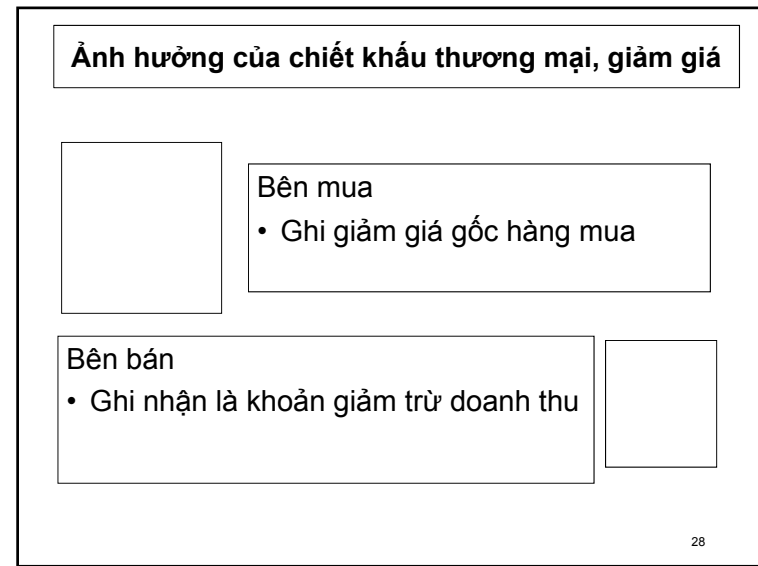 Ảnh hưởng của chiết khấu thương mại, giảm giá
Bên mua
• Ghi giảm giá gốc hàng mua
Bên bán
• Ghi nhận là khoản giảm trừ doanh thu
28